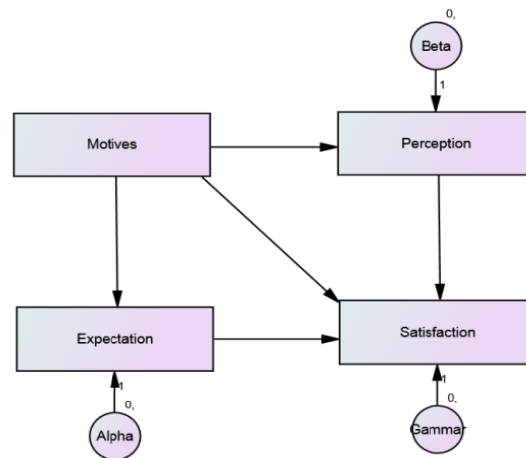 0,
Beta
1
Motives
Perception
Expectation
Satisfaction
1
0,
Alpha
1
0,
Gammar